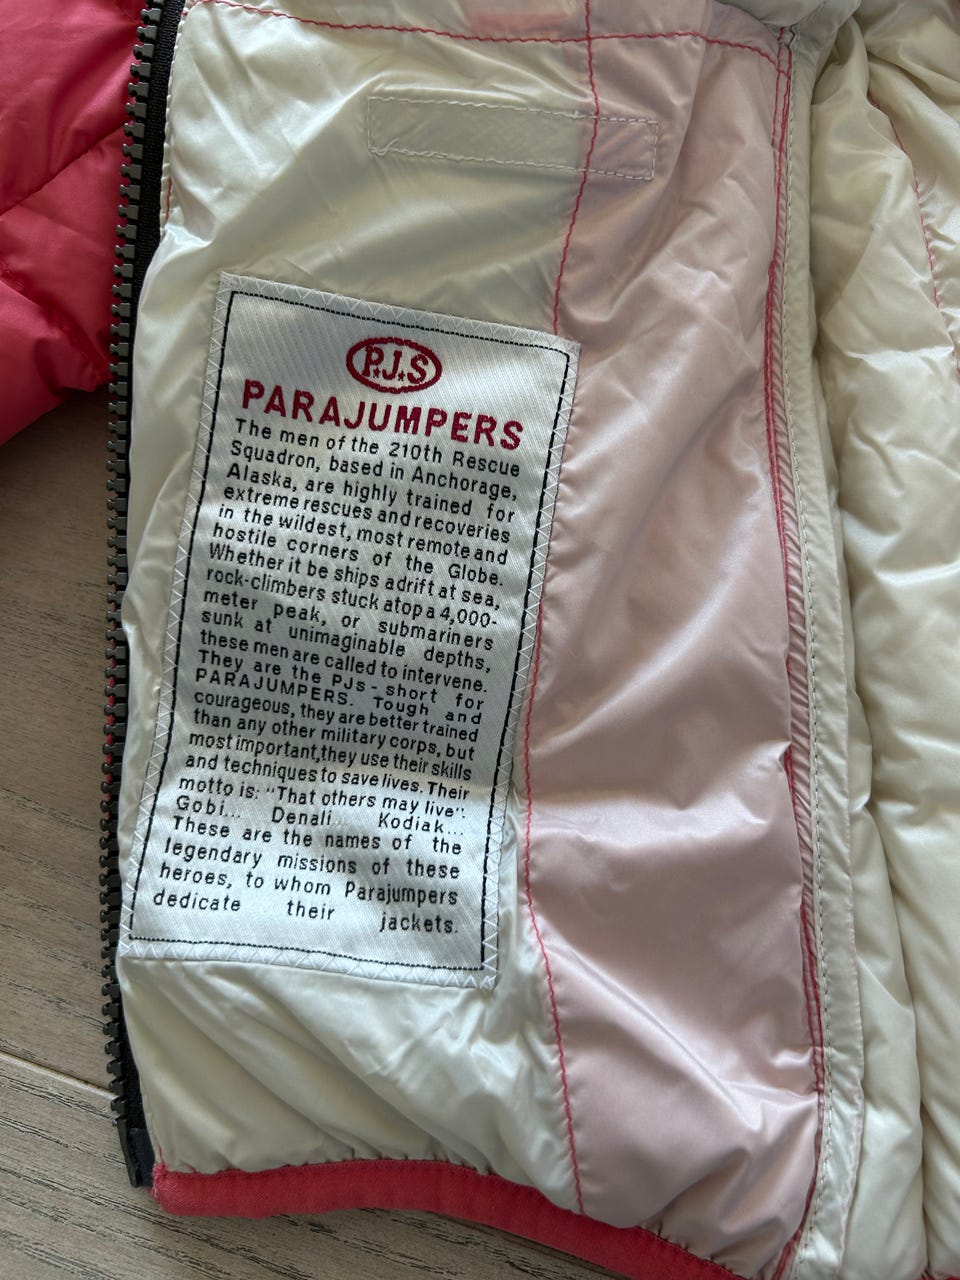 P.J.S
PARAJUMPERS
The men of the 210th Rescue
Squadron, based in Anchorage,
Alaska, are highly trained for
extreme rescues and recoveries
in the wildest, most remote and
hostile corners of the Globe.
Whether it be ships adrift at sea,
rock-climbers stuck atop a 4,000-
meter peak, or submariners
sunk at unimaginable depths,
these men are called to intervene.
They are the PJs - short for
PARAJUMPERS. Tough and
courageous, they are better trained
than any other military corps, but
most important,they use their skills
and techniques to save lives. Their
motto is: "That others may live".
Gobi... Denali... Kodiak...
These are the names of the
legendary missions of these
heroes, to whom Parajumpers
dedicate their jackets.